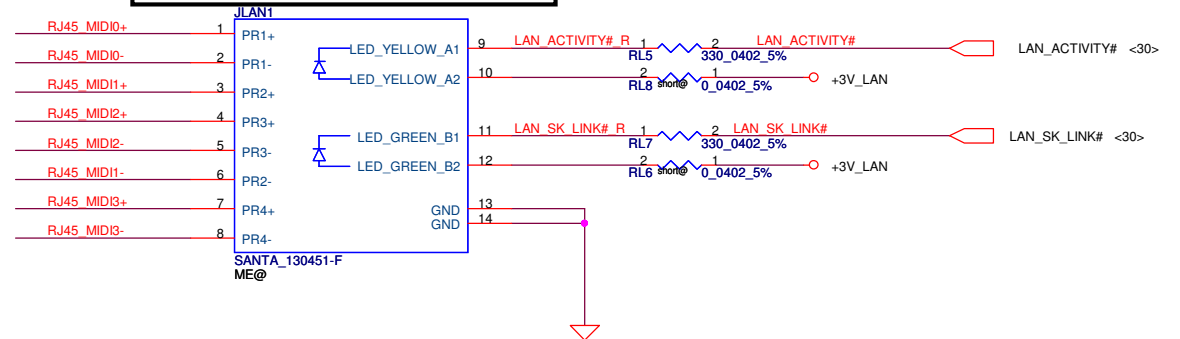 JLAN1
RJ45_MIDI0+ 1 PR1+
RJ45_MIDI0- 2 PR1-
RJ45_MIDI1+ 3 PR2+
RJ45_MIDI2+ 4 PR3+
RJ45_MIDI2- 5 PR3-
RJ45_MIDI1- 6 PR2-
RJ45_MIDI3+ 7 PR4+
RJ45_MIDI3- 8 PR4-
LED_YELLOW_A1 9 LAN_ACTIVITY#_R 1 2 LAN_ACTIVITY# LAN_ACTIVITY# <30>
RL5 330_0402_5%
LED_YELLOW_A2 10 2 1 +3V_LAN
RL8 short@ 0_0402_5%
LED_GREEN_B1 11 LAN_SK_LINK#_R 1 2 LAN_SK_LINK# LAN_SK_LINK# <30>
RL7 330_0402_5%
LED_GREEN_B2 12 2 1 +3V_LAN
RL6 short@ 0_0402_5%
GND 13
GND 14
SANTA_130451-F
ME@